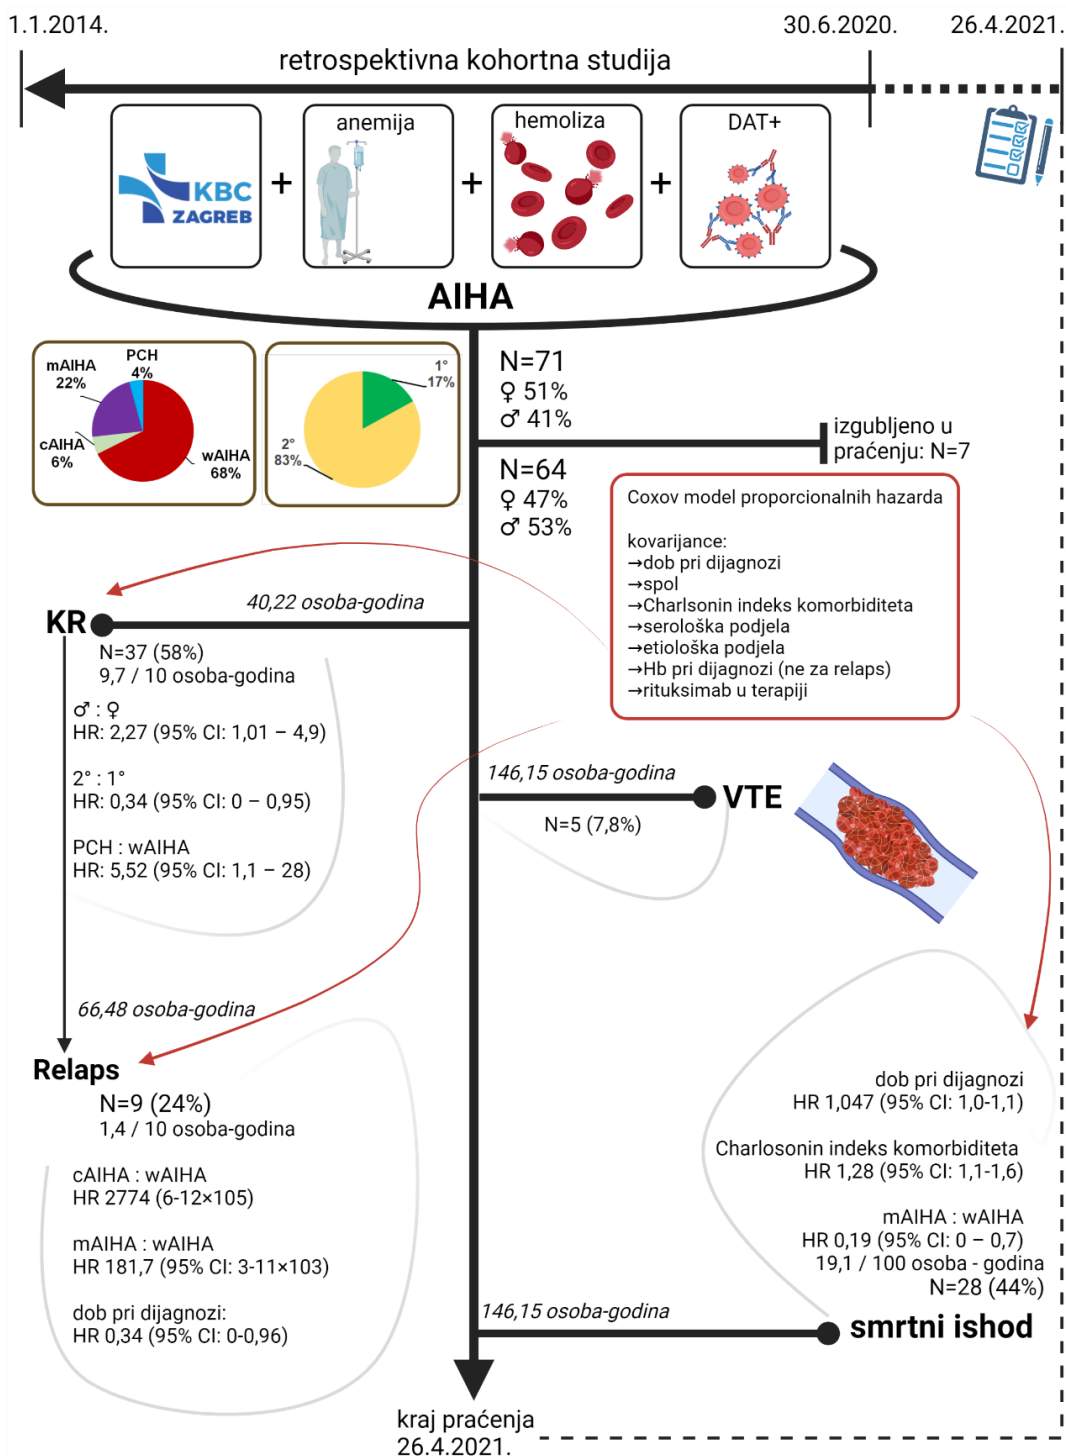 1.1.2014.
30.6.2020.
26.4.2021.
retrospektivna kohortna studija
KBC
ZAGREB
+
anemija
+
hemoliza
+
DAT+
AIHA
PCH
4%
mAIHA
22%
cAIHA
6%
wAIHA
68%
1°
17%
2°
83%
N=71
♀ 51%
♂ 41%
izgubljeno u
praćenju: N=7
N=64
♀ 47%
♂ 53%
Coxov model proporcionalnih hazarda
kovarijance:
→dob pri dijagnozi
→spol
→Charlsonin indeks komorbiditeta
→serološka podjela
→etiološka podjela
→Hb pri dijagnozi (ne za relaps)
→rituksimab u terapiji
40,22 osoba-godina
KR
N=37 (58%)
9,7 / 10 osoba-godina
♂ : ♀
HR: 2,27 (95% CI: 1,01 – 4,9)
2° : 1°
HR: 0,34 (95% CI: 0 – 0,95)
PCH : wAIHA
HR: 5,52 (95% CI: 1,1 – 28)
146,15 osoba-godina
VTE
N=5 (7,8%)
66,48 osoba-godina
Relaps
N=9 (24%)
1,4 / 10 osoba-godina
cAIHA : wAIHA
HR 2774 (6-12×105)
mAIHA : wAIHA
HR 181,7 (95% CI: 3-11×103)
dob pri dijagnozi:
HR 0,34 (95% CI: 0-0,96)
dob pri dijagnozi
HR 1,047 (95% CI: 1,0-1,1)
Charlosonin indeks komorbiditeta
HR 1,28 (95% CI: 1,1-1,6)
mAIHA : wAIHA
HR 0,19 (95% CI: 0 – 0,7)
19,1 / 100 osoba - godina
N=28 (44%)
146,15 osoba-godina
smrtni ishod
kraj praćenja
26.4.2021.